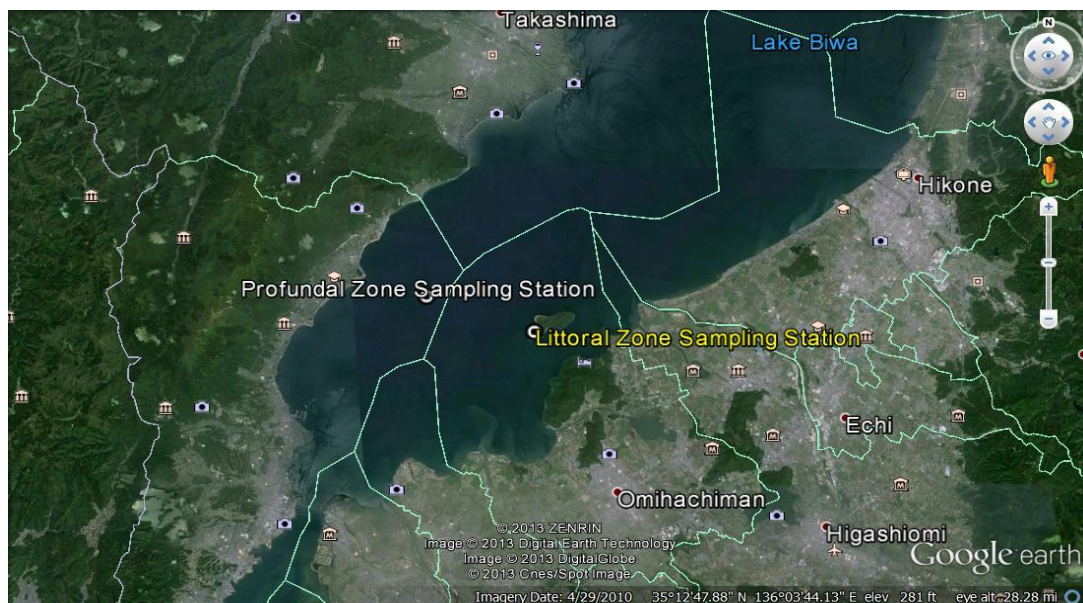 Takashima
Lake Biwa
N
Hikone
Profundal Zone Sampling Station
Littoral Zone Sampling Station
Echi
Omihachiman
Higashiomi
© 2013 ZENRIN
Image © 2013 Digital Earth Technology
Image © 2013 DigitalGlobe
© 2013 Cnes/Spot Image
Google earth
Imagery Date: 4/29/2010 35°12'47.88" N 136°03'44.13" E elev 281 ft eye alt 28.28 mi